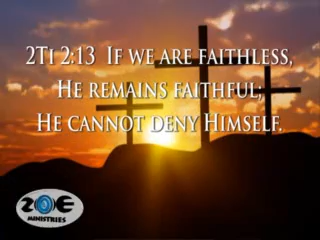 2Ti 2:13 If we are faithless,
He remains faithful;
He cannot deny Himself.
ZOE
MINISTRIES